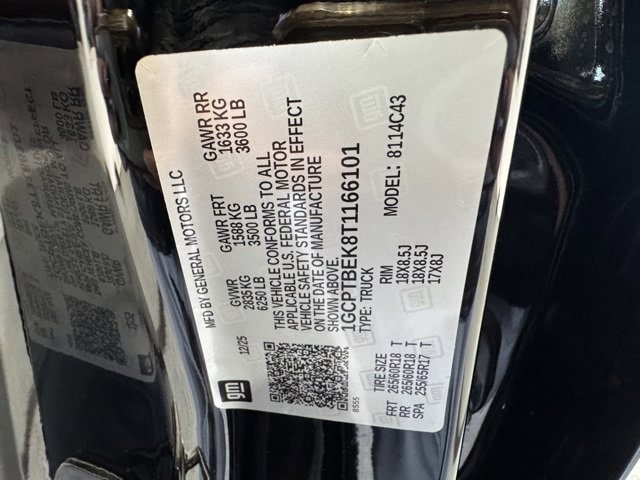 gm
MFD BY GENERAL MOTORS LLC
12/25
GVWR GAWR FRT GAWR RR
2835 KG 1588 KG 1633 KG
6250 LB 3500 LB 3600 LB
THIS VEHICLE CONFORMS TO ALL
APPLICABLE U.S. FEDERAL MOTOR
VEHICLE SAFETY STANDARDS IN EFFECT
ON THE DATE OF MANUFACTURE
SHOWN ABOVE.
1GCPTBEK8T1166101
TYPE: TRUCK MODEL: 8114C43
8555
TIRE SIZE RIM
FRT 265/60R18 T 18X8.5J
RR 265/60R18 T 18X8.5J
SPA 255/65R17 T 17X8J